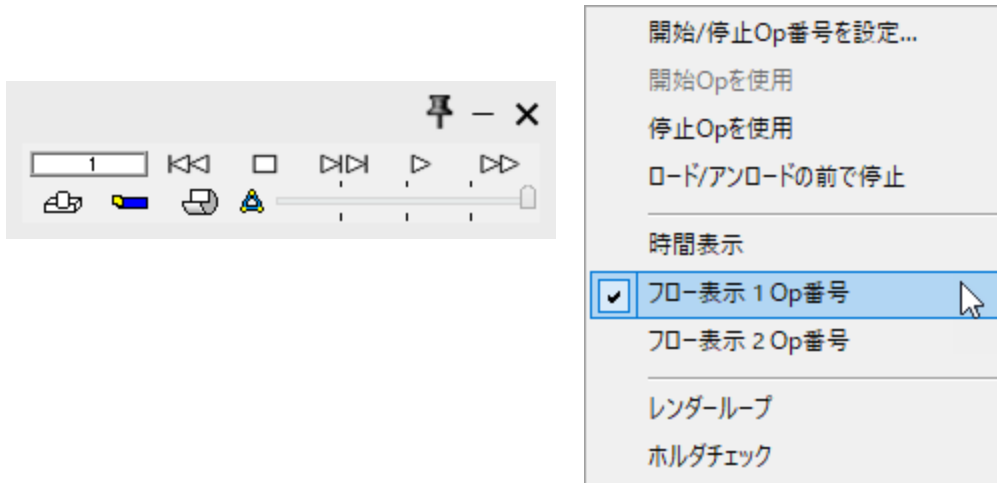 1
開始/停止Op番号を設定...
開始Opを使用
停止Opを使用
ロード/アンロードの前で停止
時間表示
フロー表示 1 Op番号
フロー表示 2 Op番号
レンダーループ
ホルダチェック